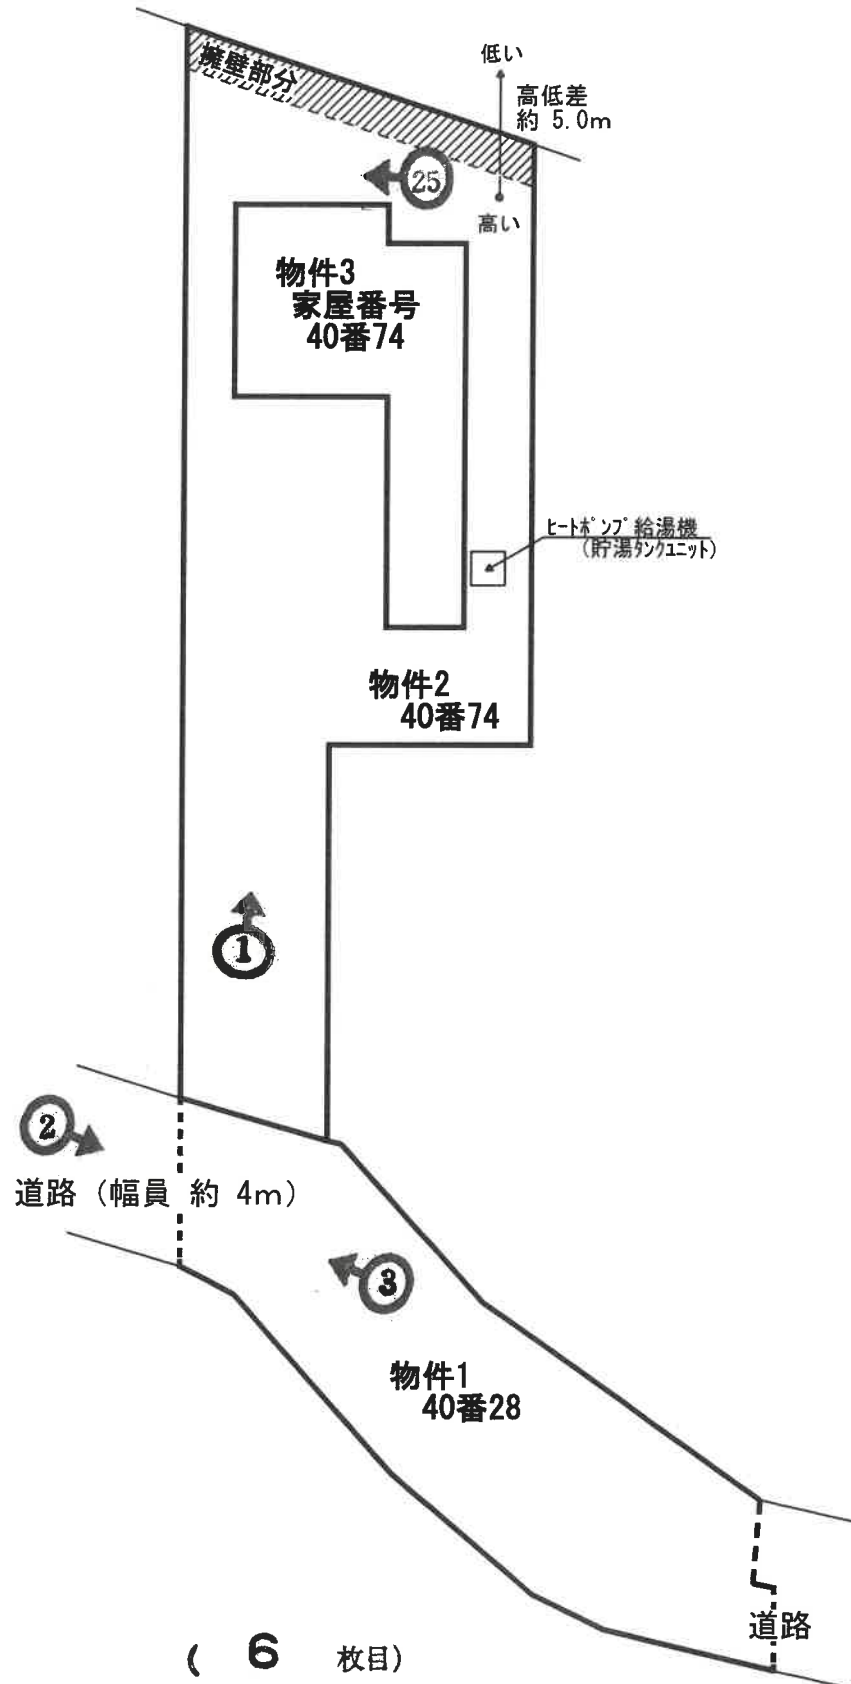 擁壁部分
低い
高低差
約 5.0m
25
高い
物件3
家屋番号
40番74
ﾋｰﾄﾎﾟﾝﾌﾟ給湯機
(貯湯ﾀﾝｸﾕﾆｯﾄ)
物件2
40番74
1
2
道路 (幅員 約 4m)
3
物件1
40番28
道路
( 6 枚目)